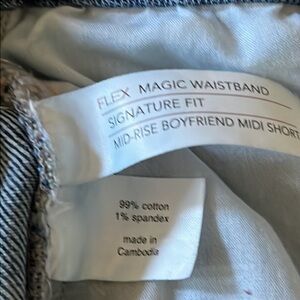 FLEX MAGIC WAISTBAND
SIGNATURE FIT
MID-RISE BOYFRIEND MIDI SHORT
99% cotton
1% spandex
made in
Cambodia